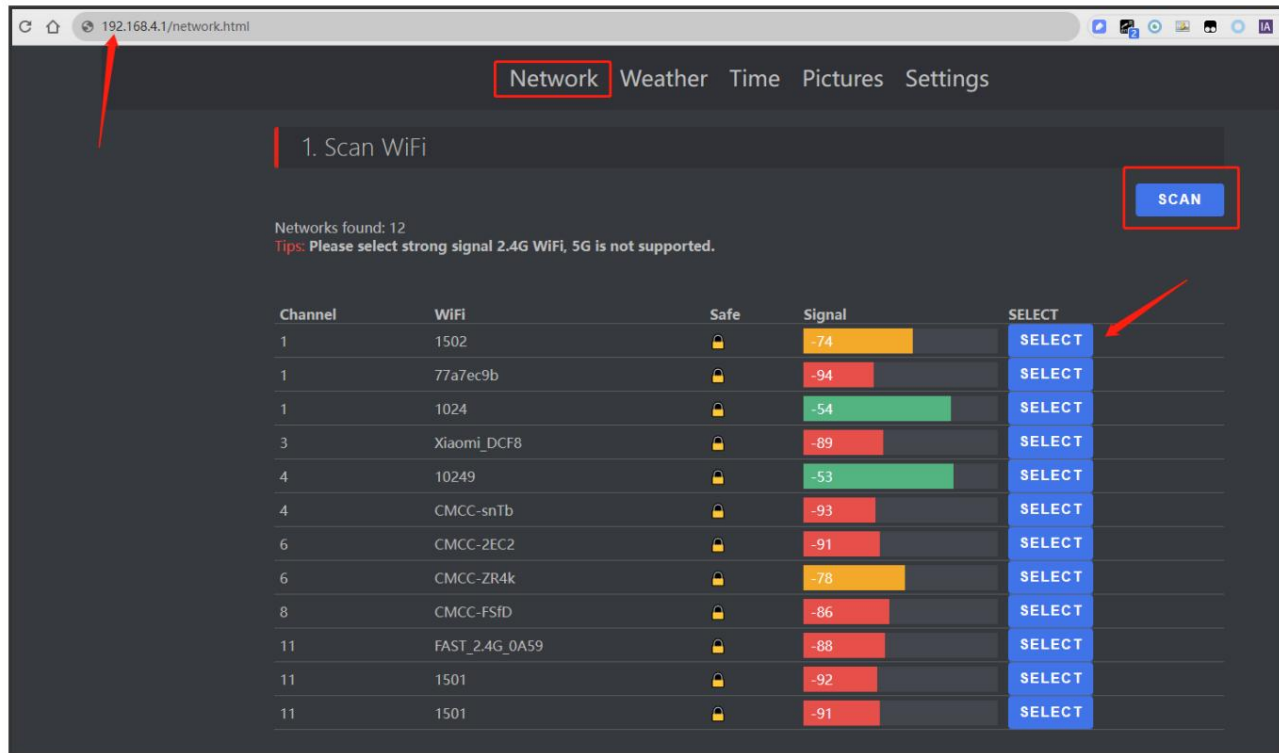 192.168.4.1/network.html
2
IA
Network Weather Time Pictures Settings
1. Scan WiFi
SCAN
Networks found: 12
Tips: Please select strong signal 2.4G WiFi, 5G is not supported.
Channel WiFi Safe Signal SELECT
1 1502 -74 SELECT
1 77a7ec9b -94 SELECT
1 1024 -54 SELECT
3 Xiaomi_DCF8 -89 SELECT
4 10249 -53 SELECT
4 CMCC-snTb -93 SELECT
6 CMCC-2EC2 -91 SELECT
6 CMCC-ZR4k -78 SELECT
8 CMCC-FSfD -86 SELECT
11 FAST_2.4G_0A59 -88 SELECT
11 1501 -92 SELECT
11 1501 -91 SELECT